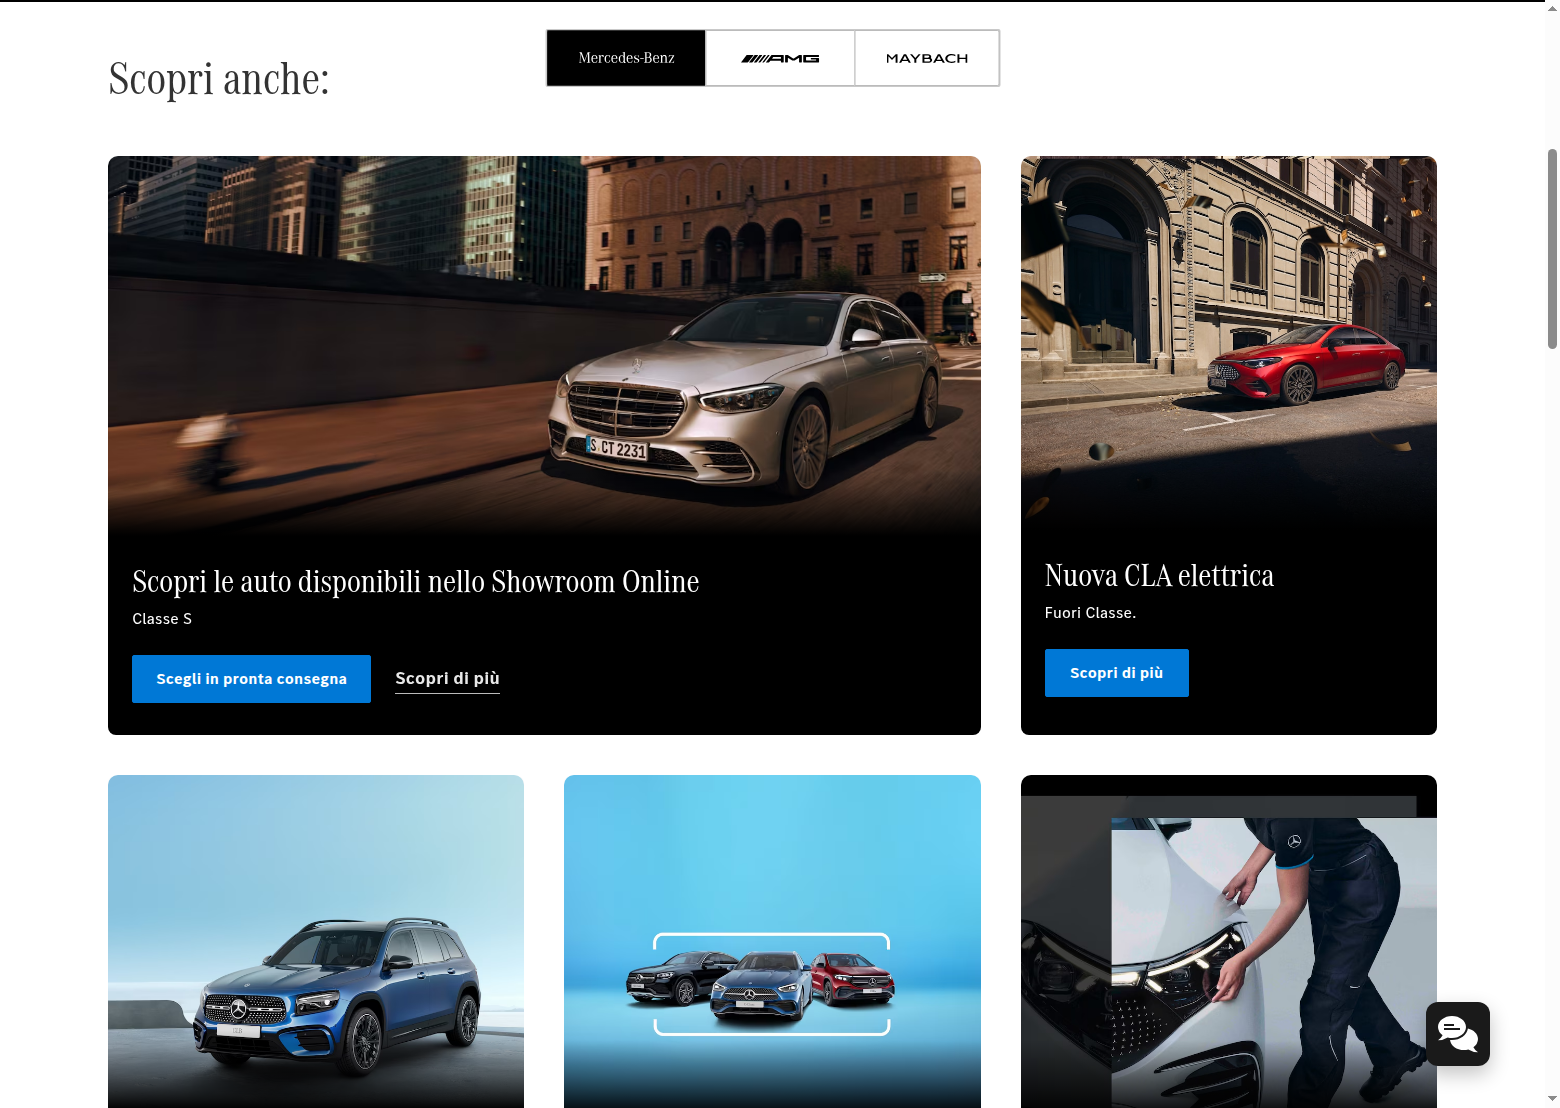 Scopri anche:
Mercedes-Benz
AMG
MAYBACH
S CT 2231
Scopri le auto disponibili nello Showroom Online
Classe S
Scegli in pronta consegna
Scopri di più
Nuova CLA elettrica
Fuori Classe.
Scopri di più